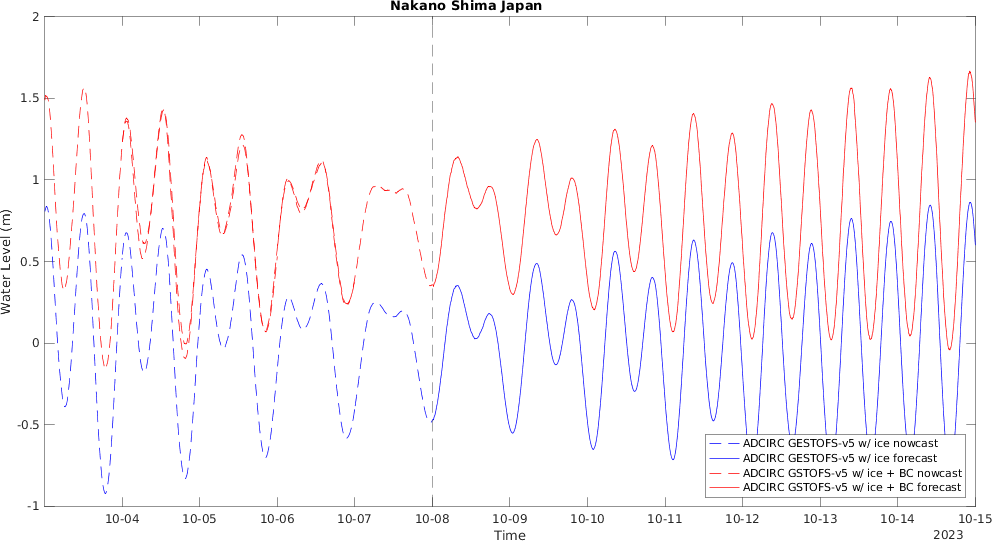 Nakano Shima Japan
2
1.5
1
0.5
0
-0.5
-1
Water Level (m)
ADCIRC GESTOFS-v5 w/ ice nowcast
ADCIRC GESTOFS-v5 w/ ice forecast
ADCIRC GSTOFS-v5 w/ ice + BC nowcast
ADCIRC GSTOFS-v5 w/ ice + BC forecast
10-04 10-05 10-06 10-07 10-08 10-09 10-10 10-11 10-12 10-13 10-14 10-15
Time
2023